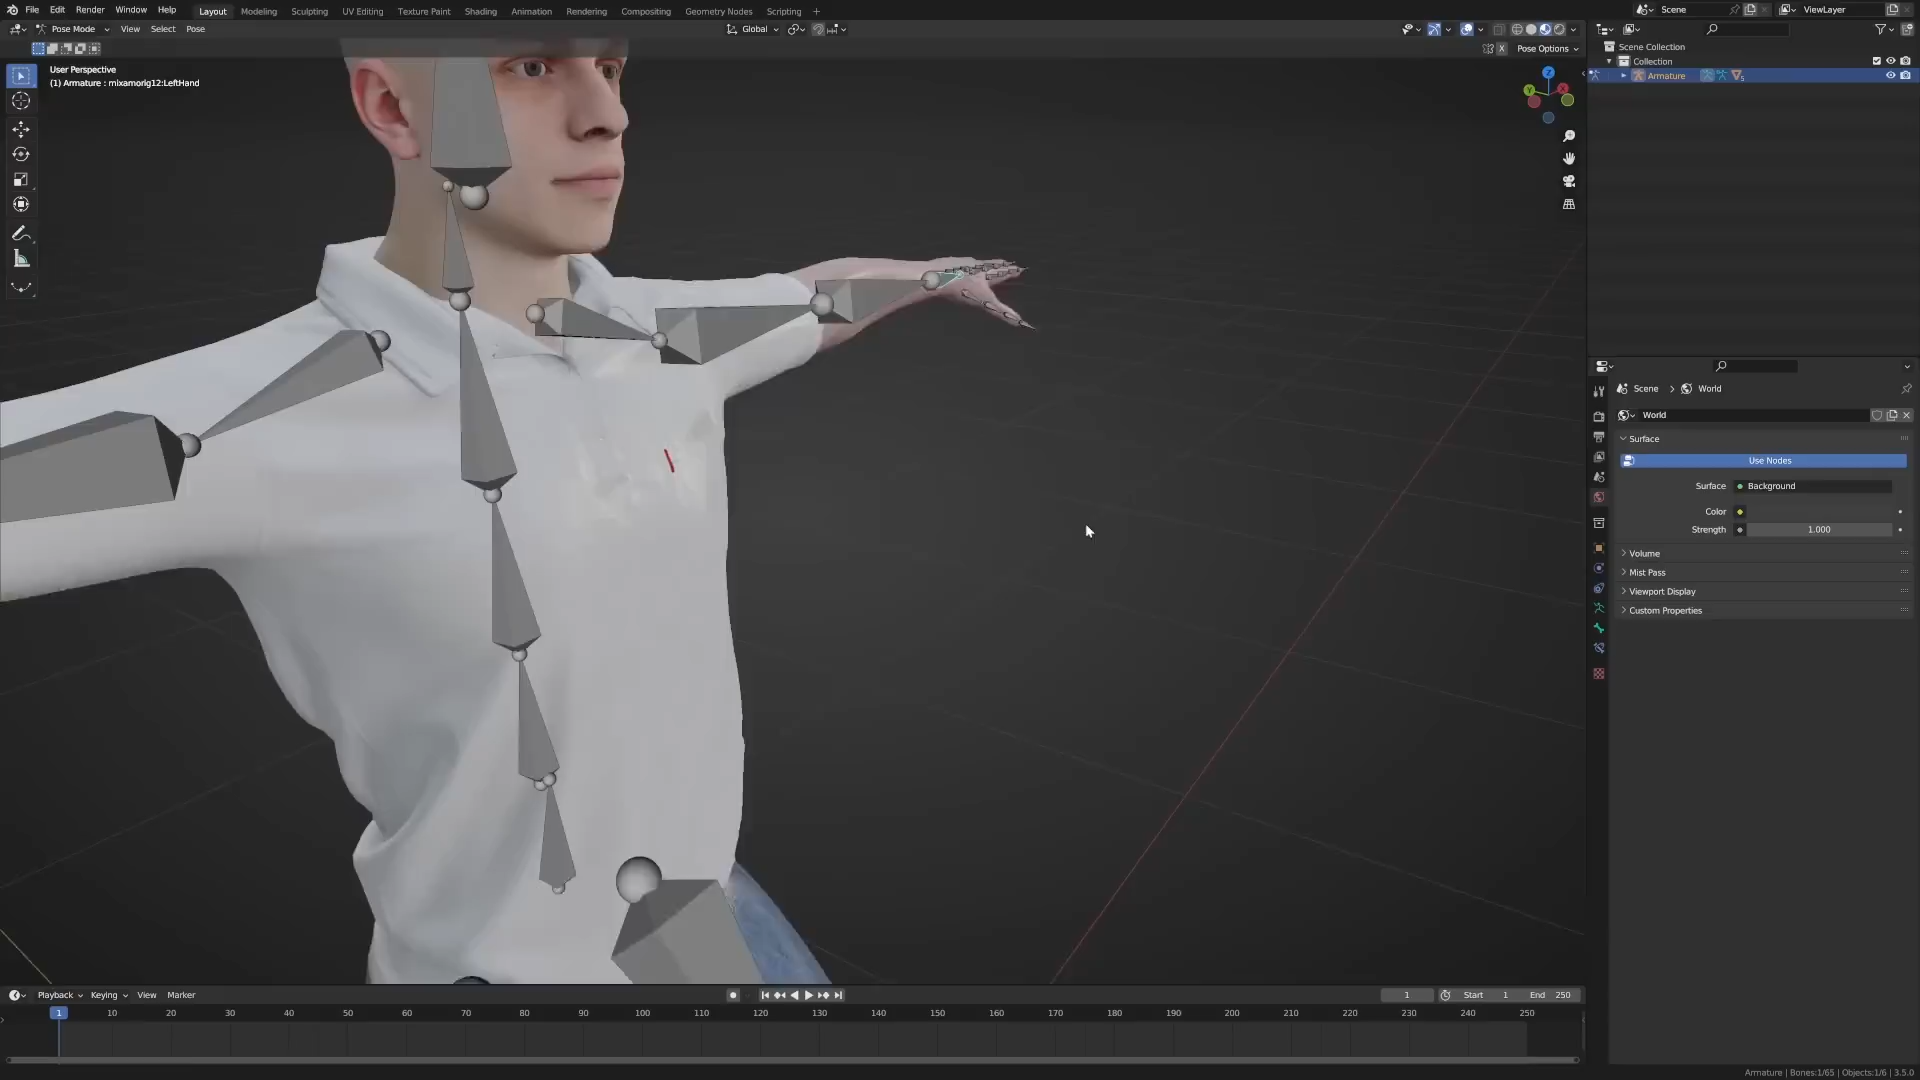 File Edit Render Window Help Layout Modeling Sculpting UV Editing Texture Paint Shading Animation Rendering Compositing Geometry Nodes Scripting + Scene ViewLayer
Pose Mode View Select Pose Global
X Pose Options
Scene Collection
Collection
Armature
User Perspective
(1) Armature : mixamorig12:LeftHand
Z
Y
X
Scene > World
World
Surface
Use Nodes
Surface Background
Color
Strength 1.000
Volume
Mist Pass
Viewport Display
Custom Properties
Playback Keying View Marker 1 Start 1 End 250
1 10 20 30 40 50 60 70 80 90 100 110 120 130 140 150 160 170 180 190 200 210 220 230 240 250
Armature | Bones:1/65 | Objects:1/6 | 3.5.0